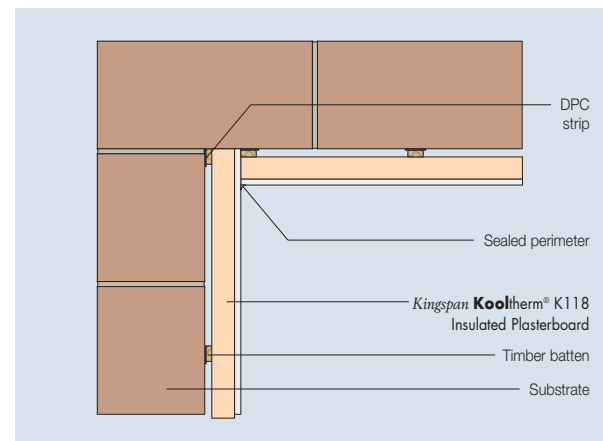 DPC
strip
Sealed perimeter
Kingspan Kooltherm® K118
Insulated Plasterboard
Timber batten
Substrate